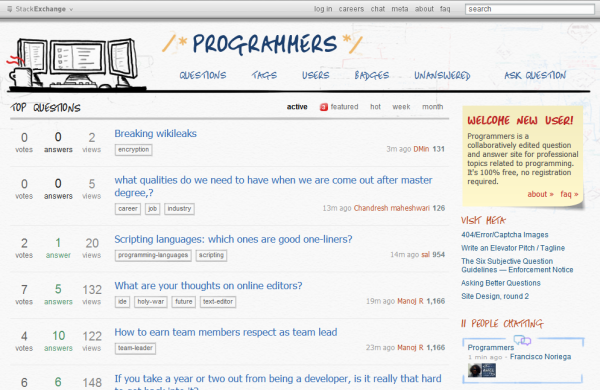 StackExchange
log in careers chat meta about faq
search
/* PROGRAMMERS */
QUESTIONS TAGS USERS BADGES UNANSWERED ASK QUESTION
TOP QUESTIONS
active 3 featured hot week month
0 votes 0 answers 2 views
Breaking wikileaks
encryption
3m ago DMin 131
0 votes 0 answers 5 views
what qualities do we need to have when we are come out after master
degree,?
career job industry
13m ago Chandresh maheshwari 126
2 votes 1 answer 20 views
Scripting languages: which ones are good one-liners?
programming-languages scripting
14m ago sal 954
7 votes 5 answers 132 views
What are your thoughts on online editors?
ide holy-war future text-editor
19m ago Manoj R 1,166
4 votes 10 answers 122 views
How to earn team members respect as team lead
team-leader
23m ago Manoj R 1,166
6 6 148
If you take a year or two out from being a developer, is it really that hard
WELCOME NEW USER!
Programmers is a
collaboratively edited question
and answer site for professional
topics related to programming.
It's 100% free, no registration
required.
about » faq »
VISIT META
404/Error/Captcha Images
Write an Elevator Pitch / Tagline
The Six Subjective Question
Guidelines — Enforcement Notice
Asking Better Questions
Site Design, round 2
11 PEOPLE CHATTING
Programmers
1 min ago - Francisco Noriega